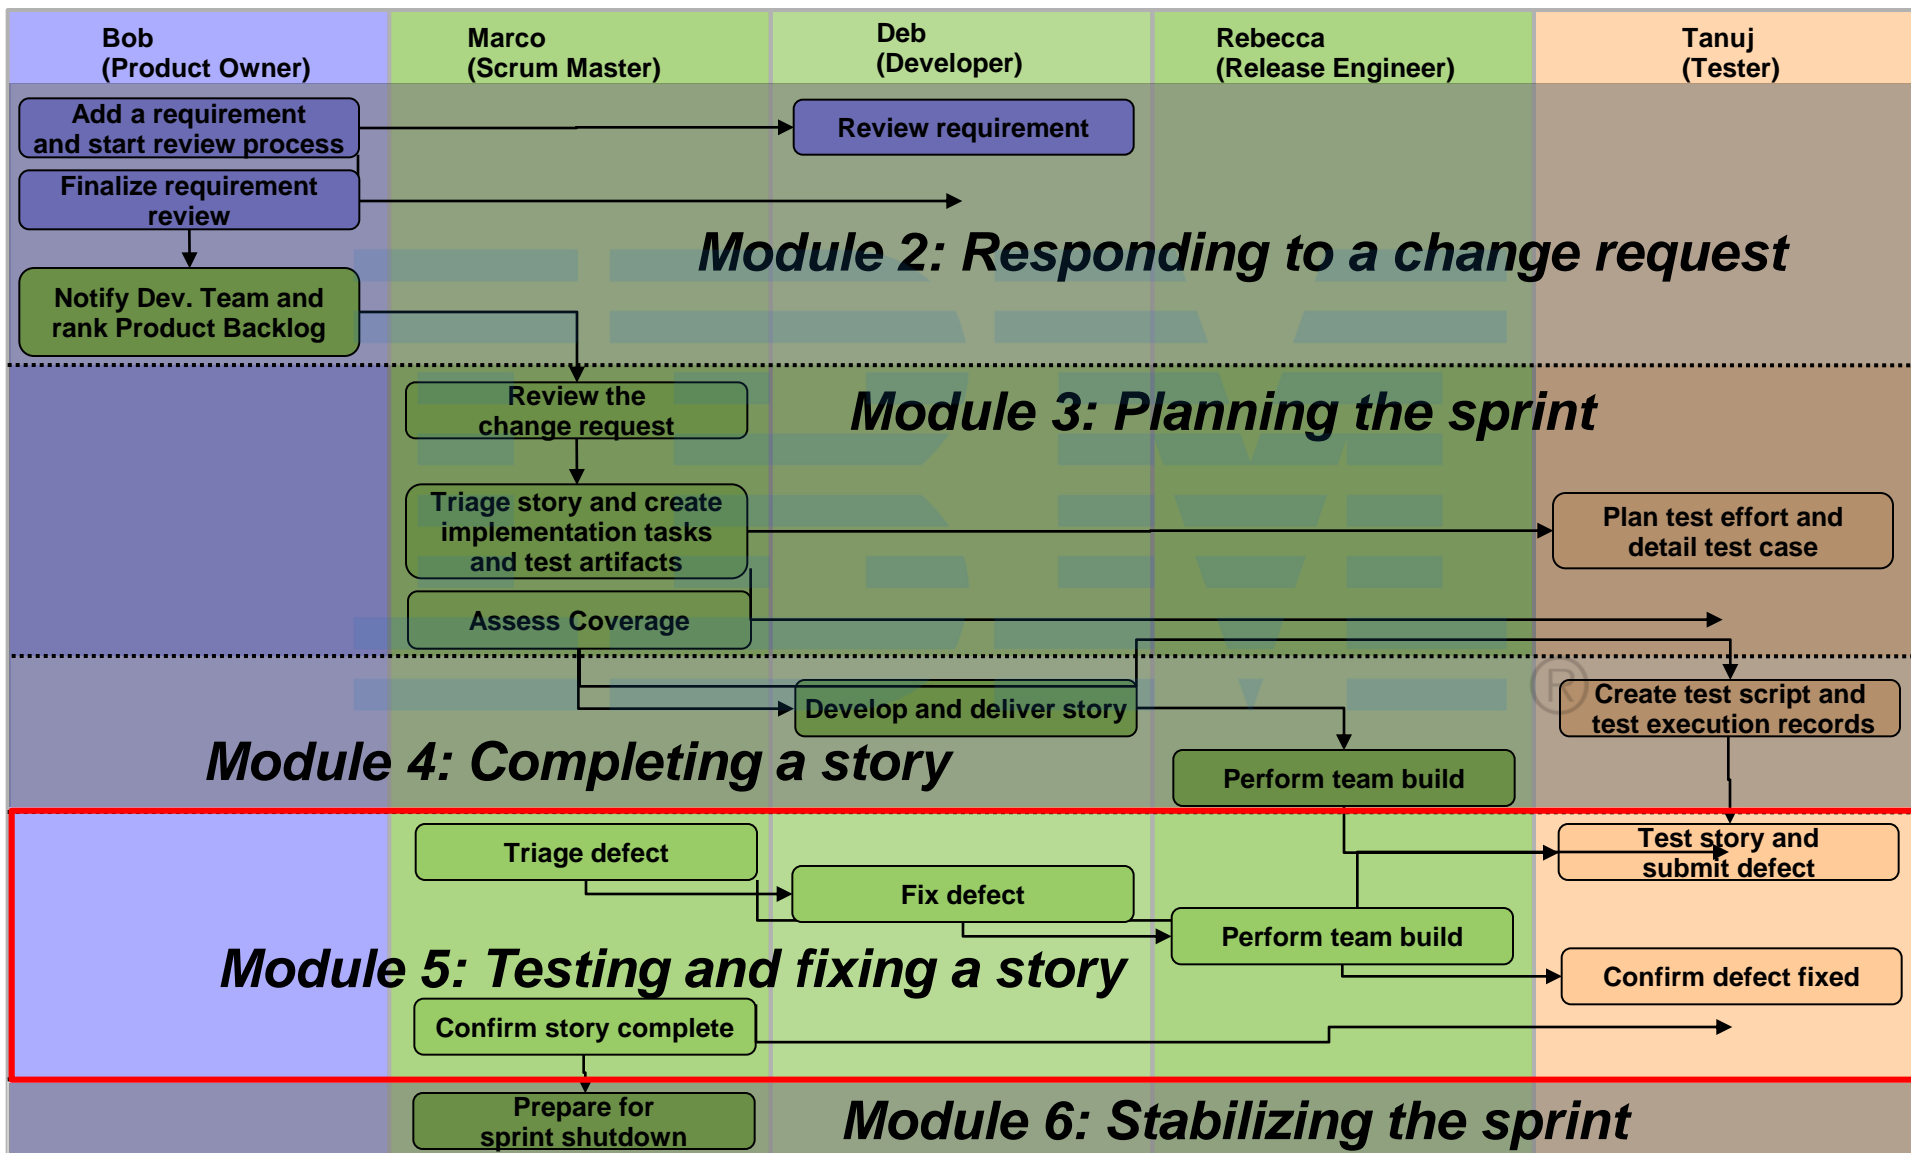 Bob
(Product Owner)
Marco
(Scrum Master)
Deb
(Developer)
Rebecca
(Release Engineer)
Tanuj
(Tester)
Add a requirement
and start review process
Review requirement
Finalize requirement
review
Module 2: Responding to a change request
Notify Dev. Team and
rank Product Backlog
Review the
change request
Module 3: Planning the sprint
Triage story and create
implementation tasks
and test artifacts
Plan test effort and
detail test case
Assess Coverage
Develop and deliver story
Create test script and
test execution records
Module 4: Completing a story
Perform team build
Triage defect
Test story and
submit defect
Fix defect
Perform team build
Module 5: Testing and fixing a story
Confirm defect fixed
Confirm story complete
Prepare for
sprint shutdown
Module 6: Stabilizing the sprint
IBM
®